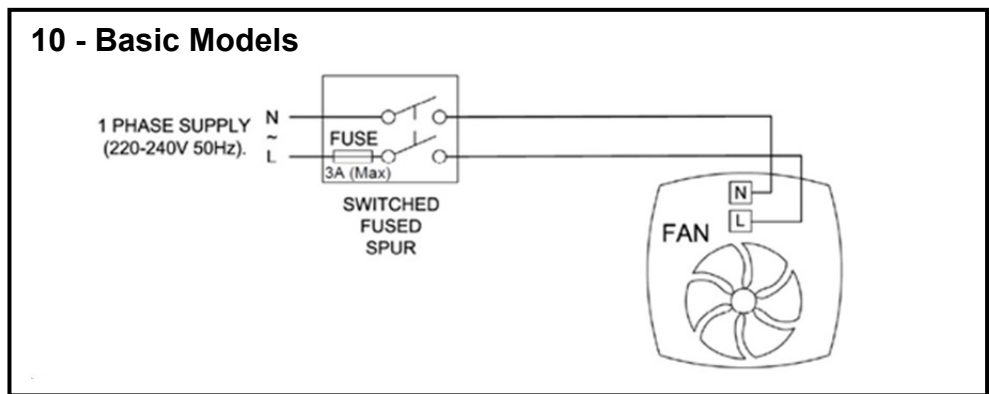 10 - Basic Models
1 PHASE SUPPLY
(220-240V 50Hz).
N
~
L
FUSE
3A (Max)
SWITCHED
FUSED
SPUR
N
L
FAN